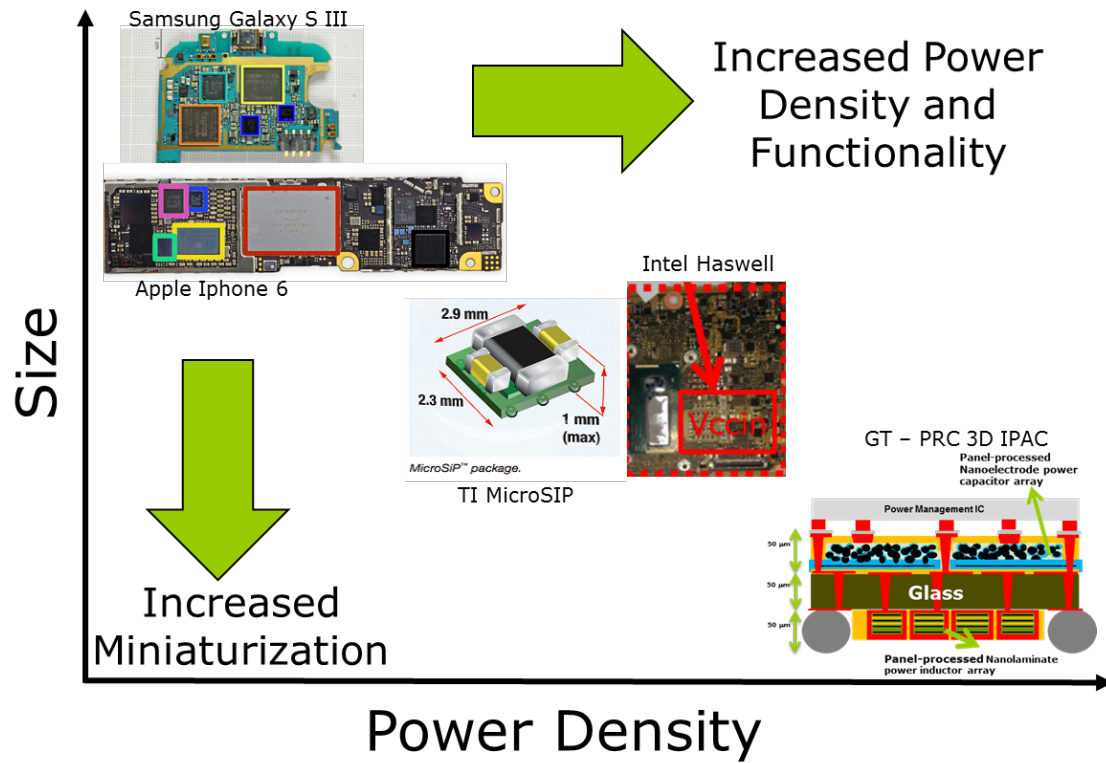 Samsung Galaxy S III
Increased Power
Density and
Functionality
Apple Iphone 6
Intel Haswell
2.9 mm
2.3 mm
1 mm
(max)
MicroSiP™ package.
TI MicroSIP
Vccin
Size
GT – PRC 3D IPAC
Panel-processed
Nanoelectrode power
capacitor array
Power Management IC
50 µm
50 µm
Glass
50 µm
Panel-processed Nanolaminate
power inductor array
Increased
Miniaturization
Power Density